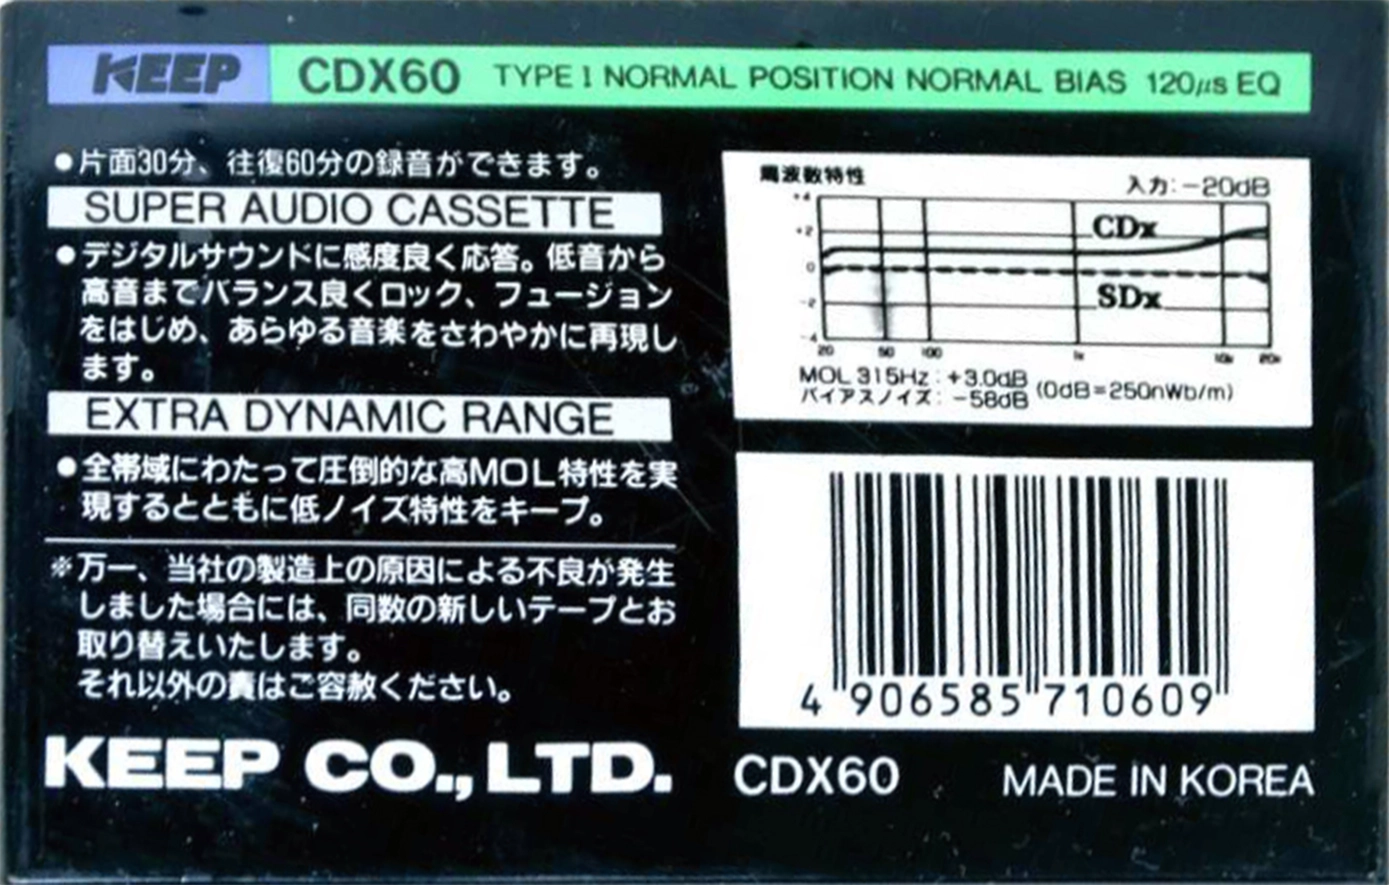 KEEP CDX60 TYPE I NORMAL POSITION NORMAL BIAS 120μs EQ
●片面30分、往復60分の録音ができます。
SUPER AUDIO CASSETTE
●デジタルサウンドに感度良く応答。低音から
高音までバランス良くロック、フュージョン
をはじめ、あらゆる音楽をさわやかに再現し
ます。
EXTRA DYNAMIC RANGE
●全帯域にわたって圧倒的な高MOL特性を実
現するとともに低ノイズ特性をキープ。
※万一、当社の製造上の原因による不良が発生
しました場合には、同数の新しいテープとお
取り替えいたします。
それ以外の責はご容赦ください。
KEEP CO., LTD.
周波数特性
入力:−20dB
+4
+2
0
-2
-4
CDx
SDx
20 50 100 1k 10k 20k
MOL 315Hz:+3.0dB
バイアスノイズ:−58dB
(0dB=250nWb/m)
4 906585 710609
CDX60 MADE IN KOREA